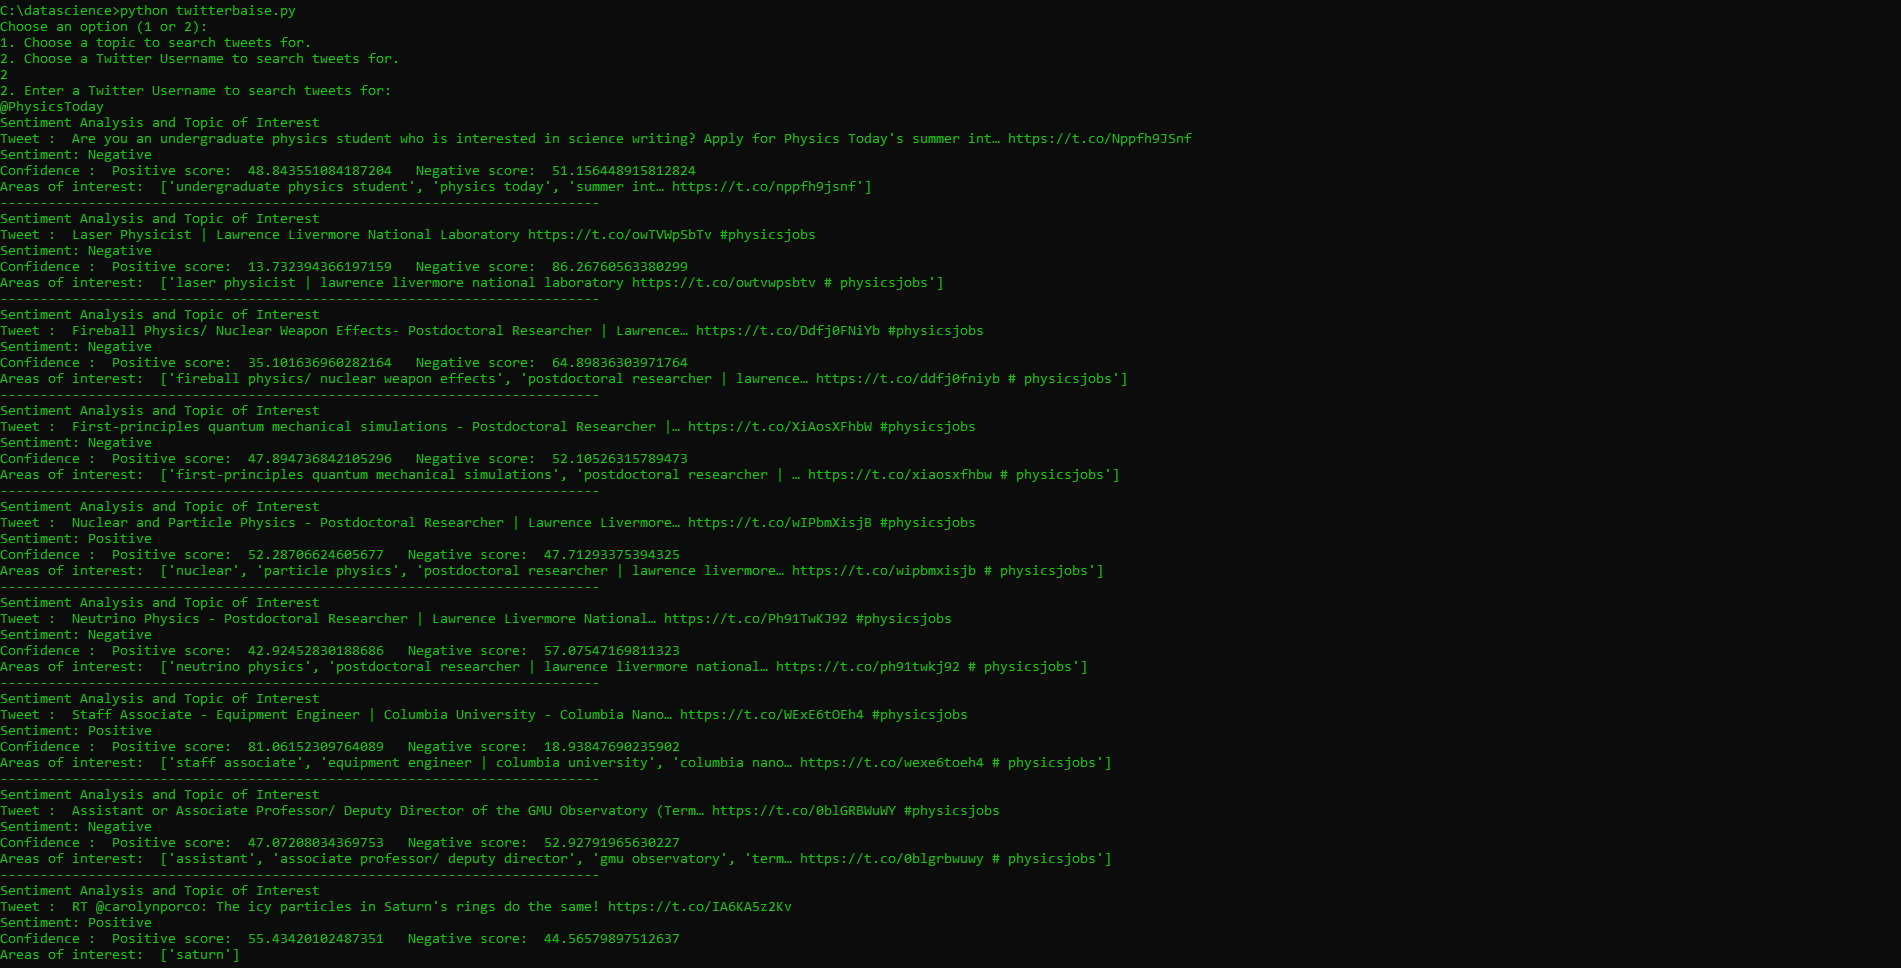 C:\datascience>python twitterbaise.py
Choose an option (1 or 2):
1. Choose a topic to search tweets for.
2. Choose a Twitter Username to search tweets for.
2
2. Enter a Twitter Username to search tweets for:
@PhysicsToday
Sentiment Analysis and Topic of Interest
Tweet :  Are you an undergraduate physics student who is interested in science writing? Apply for Physics Today's summer int… https://t.co/Nppfh9JSnf
Sentiment: Negative
Confidence :  Positive score:  48.843551084187204   Negative score:  51.156448915812824
Areas of interest:  ['undergraduate physics student', 'physics today', 'summer int… https://t.co/nppfh9jsnf']
---------------------------------------------------------------------------
Sentiment Analysis and Topic of Interest
Tweet :  Laser Physicist | Lawrence Livermore National Laboratory https://t.co/owTVWpSbTv #physicsjobs
Sentiment: Negative
Confidence :  Positive score:  13.732394366197159   Negative score:  86.26760563380299
Areas of interest:  ['laser physicist | lawrence livermore national laboratory https://t.co/owtvwpsbtv # physicsjobs']
---------------------------------------------------------------------------
Sentiment Analysis and Topic of Interest
Tweet :  Fireball Physics/ Nuclear Weapon Effects- Postdoctoral Researcher | Lawrence… https://t.co/Ddfj0FNiYb #physicsjobs
Sentiment: Negative
Confidence :  Positive score:  35.101636960282164   Negative score:  64.89836303971764
Areas of interest:  ['fireball physics/ nuclear weapon effects', 'postdoctoral researcher | lawrence… https://t.co/ddfj0fniyb # physicsjobs']
---------------------------------------------------------------------------
Sentiment Analysis and Topic of Interest
Tweet :  First-principles quantum mechanical simulations - Postdoctoral Researcher |… https://t.co/XiAosXFhbW #physicsjobs
Sentiment: Negative
Confidence :  Positive score:  47.894736842105296   Negative score:  52.10526315789473
Areas of interest:  ['first-principles quantum mechanical simulations', 'postdoctoral researcher | … https://t.co/xiaosxfhbw # physicsjobs']
---------------------------------------------------------------------------
Sentiment Analysis and Topic of Interest
Tweet :  Nuclear and Particle Physics - Postdoctoral Researcher | Lawrence Livermore… https://t.co/wIPbmXisjB #physicsjobs
Sentiment: Positive
Confidence :  Positive score:  52.28706624605677   Negative score:  47.71293375394325
Areas of interest:  ['nuclear', 'particle physics', 'postdoctoral researcher | lawrence livermore… https://t.co/wipbmxisjb # physicsjobs']
---------------------------------------------------------------------------
Sentiment Analysis and Topic of Interest
Tweet :  Neutrino Physics - Postdoctoral Researcher | Lawrence Livermore National… https://t.co/Ph91TwKJ92 #physicsjobs
Sentiment: Negative
Confidence :  Positive score:  42.92452830188686   Negative score:  57.07547169811323
Areas of interest:  ['neutrino physics', 'postdoctoral researcher | lawrence livermore national… https://t.co/ph91twkj92 # physicsjobs']
---------------------------------------------------------------------------
Sentiment Analysis and Topic of Interest
Tweet :  Staff Associate - Equipment Engineer | Columbia University - Columbia Nano… https://t.co/WExE6tOEh4 #physicsjobs
Sentiment: Positive
Confidence :  Positive score:  81.06152309764089   Negative score:  18.93847690235902
Areas of interest:  ['staff associate', 'equipment engineer | columbia university', 'columbia nano… https://t.co/wexe6toeh4 # physicsjobs']
---------------------------------------------------------------------------
Sentiment Analysis and Topic of Interest
Tweet :  Assistant or Associate Professor/ Deputy Director of the GMU Observatory (Term… https://t.co/0blGRBWuWY #physicsjobs
Sentiment: Negative
Confidence :  Positive score:  47.07208034369753   Negative score:  52.92791965630227
Areas of interest:  ['assistant', 'associate professor/ deputy director', 'gmu observatory', 'term… https://t.co/0blgrbwuwy # physicsjobs']
---------------------------------------------------------------------------
Sentiment Analysis and Topic of Interest
Tweet :  RT @carolynporco: The icy particles in Saturn's rings do the same! https://t.co/IA6KA5z2Kv
Sentiment: Positive
Confidence :  Positive score:  55.43420102487351   Negative score:  44.56579897512637
Areas of interest:  ['saturn']